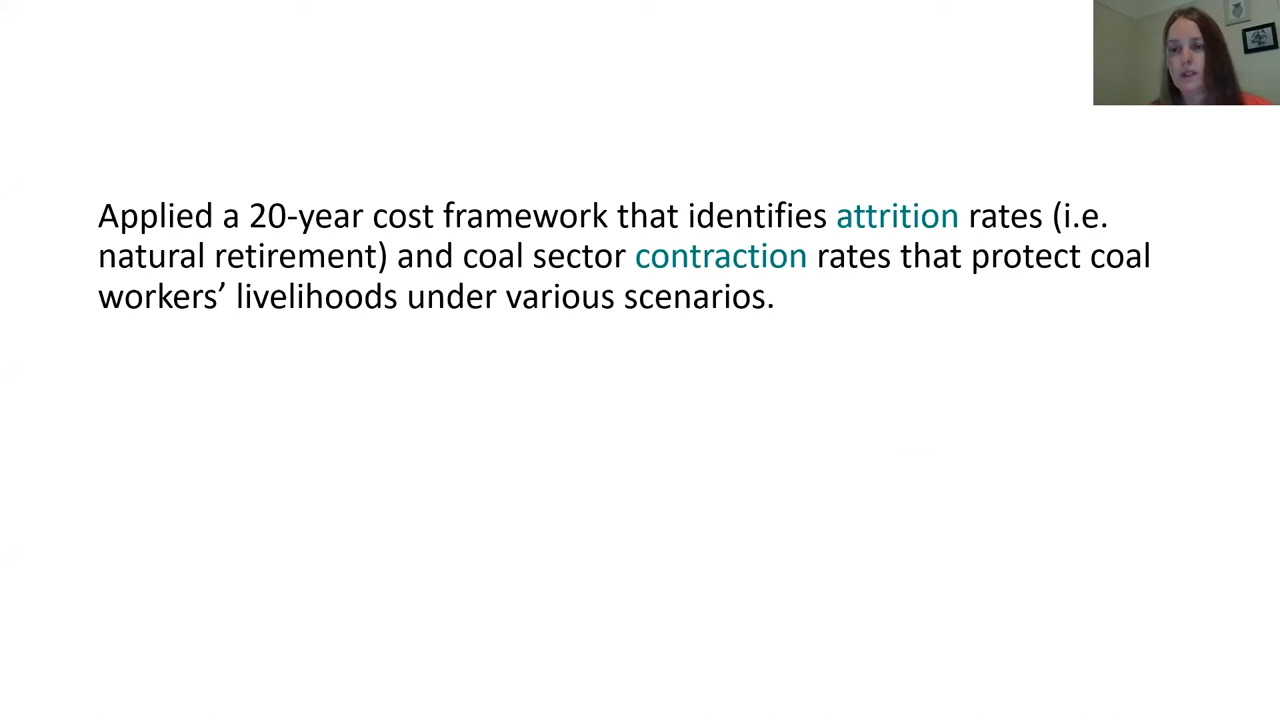 Applied a 20-year cost framework that identifies attrition rates (i.e.
natural retirement) and coal sector contraction rates that protect coal
workers’ livelihoods under various scenarios.